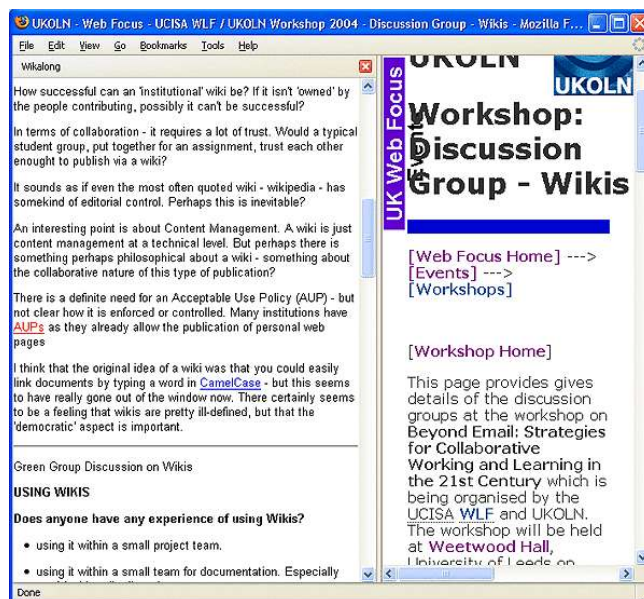 UKOLN - Web Focus - UCISA WLF / UKOLN Workshop 2004 - Discussion Group - Wikis - Mozilla F...
File Edit View Go Bookmarks Tools Help
Wikalong
How successful can an 'institutional' wiki be? If it isn't 'owned' by
the people contributing, possibly it can't be successful?
In terms of collaboration - it requires a lot of trust. Would a typical
student group, put together for an assignment, trust each other
enought to publish via a wiki?
It sounds as if even the most often quoted wiki - wikipedia - has
somekind of editorial control. Perhaps this is inevitable?
An interesting point is about Content Management. A wiki is just
content management at a technical level. But perhaps there is
something perhaps philosophical about a wiki - something about
the collaborative nature of this type of publication?
There is a definite need for an Acceptable Use Policy (AUP) - but
not clear how it is enforced or controlled. Many institutions have
AUPs as they already allow the publication of personal web
pages
I think that the original idea of a wiki was that you could easily
link documents by typing a word in CamelCase - but this seems
to have really gone out of the window now. There certainly seems
to be a feeling that wikis are pretty ill-defined, but that the
'democratic' aspect is important.
Green Group Discussion on Wikis
USING WIKIS
Does anyone have any experience of using Wikis?
• using it within a small project team.
• using it within a small team for documentation. Especially
UK Web Focus
Events
UKOLN
UKOLN
Workshop:
Discussion
Group - Wikis
[Web Focus Home] --->
[Events] --->
[Workshops]
[Workshop Home]
This page provides gives
details of the discussion
groups at the workshop on
Beyond Email: Strategies
for Collaborative
Working and Learning in
the 21st Century which is
being organised by the
UCISA WLF and UKOLN.
The workshop will be held
at Weetwood Hall,
University of Leeds on
Done